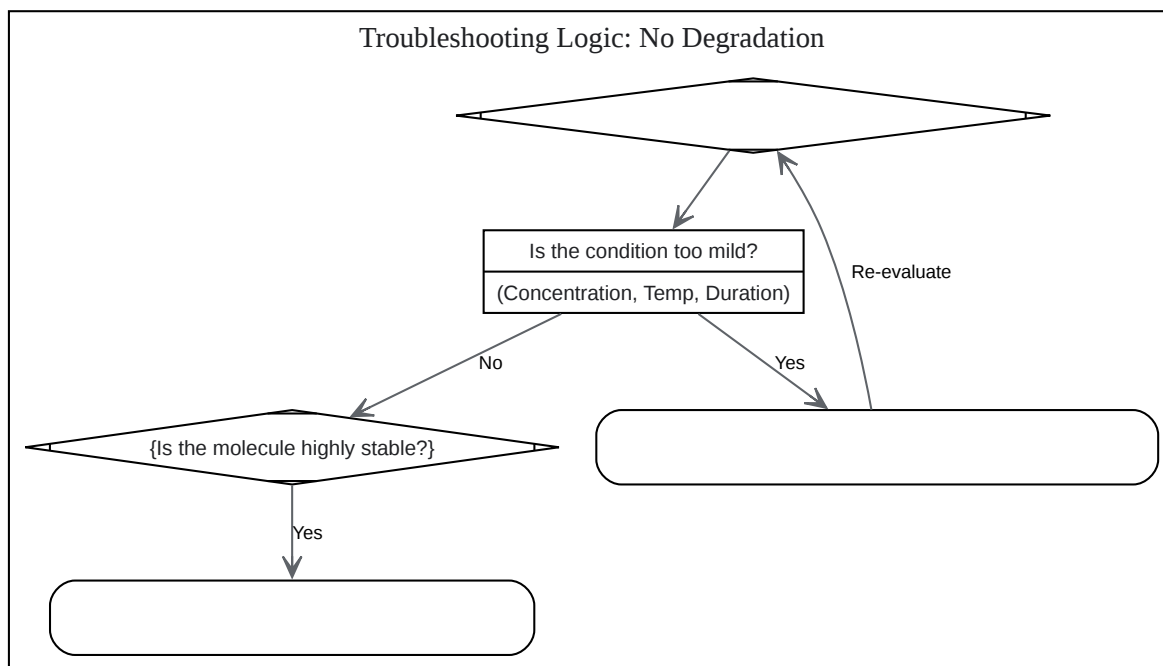 Troubleshooting Logic: No Degradation
Is the condition too mild?
(Concentration, Temp, Duration)
Re-evaluate
No
Yes
{Is the molecule highly stable?}
Yes